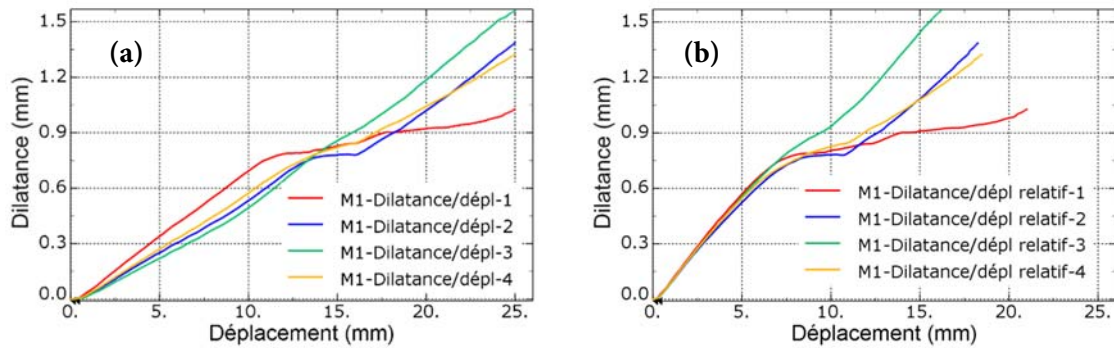 (a)
Dilatance (mm)
1.5
1.2
0.9
0.6
0.3
0.0
M1-Dilatance/dépl-1
M1-Dilatance/dépl-2
M1-Dilatance/dépl-3
M1-Dilatance/dépl-4
0. 5. 10. 15. 20. 25.
Déplacement (mm)
(b)
Dilatance (mm)
1.5
1.2
0.9
0.6
0.3
0.0
M1-Dilatance/dépl relatif-1
M1-Dilatance/dépl relatif-2
M1-Dilatance/dépl relatif-3
M1-Dilatance/dépl relatif-4
0. 5. 10. 15. 20. 25.
Déplacement (mm)